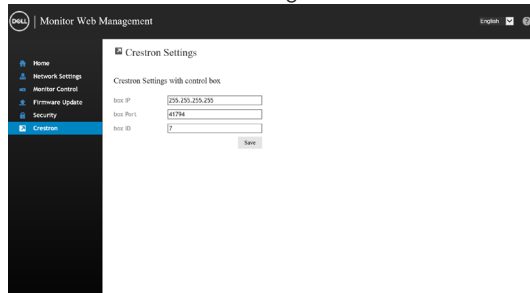 DELL
Monitor Web Management
English
Home
Network Settings
Monitor Control
Firmware Update
Security
Crestron
Crestron Settings
Crestron Settings with control box
box IP 255.255.255.255
box Port 41794
box ID 7
Save